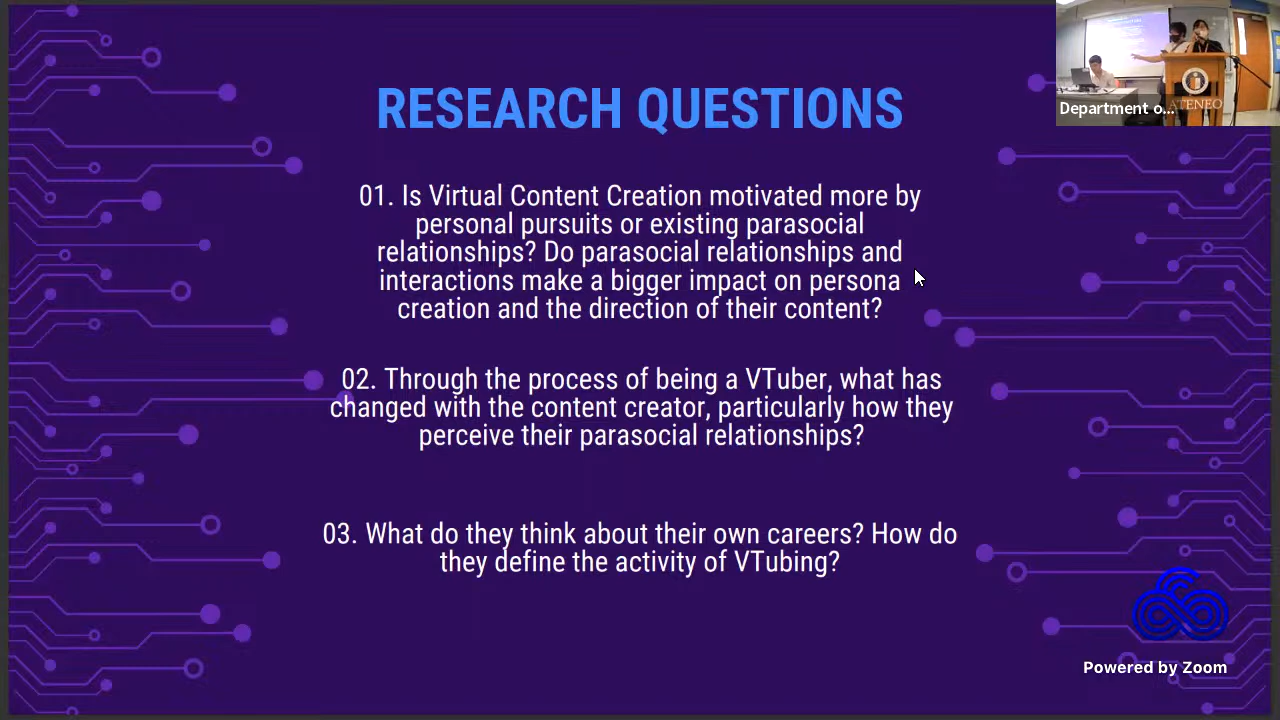 RESEARCH QUESTIONS
01. Is Virtual Content Creation motivated more by
personal pursuits or existing parasocial
relationships? Do parasocial relationships and
interactions make a bigger impact on persona
creation and the direction of their content?
02. Through the process of being a VTuber, what has
changed with the content creator, particularly how they
perceive their parasocial relationships?
03. What do they think about their own careers? How do
they define the activity of VTubing?
Department o...
ATENEO
Powered by Zoom